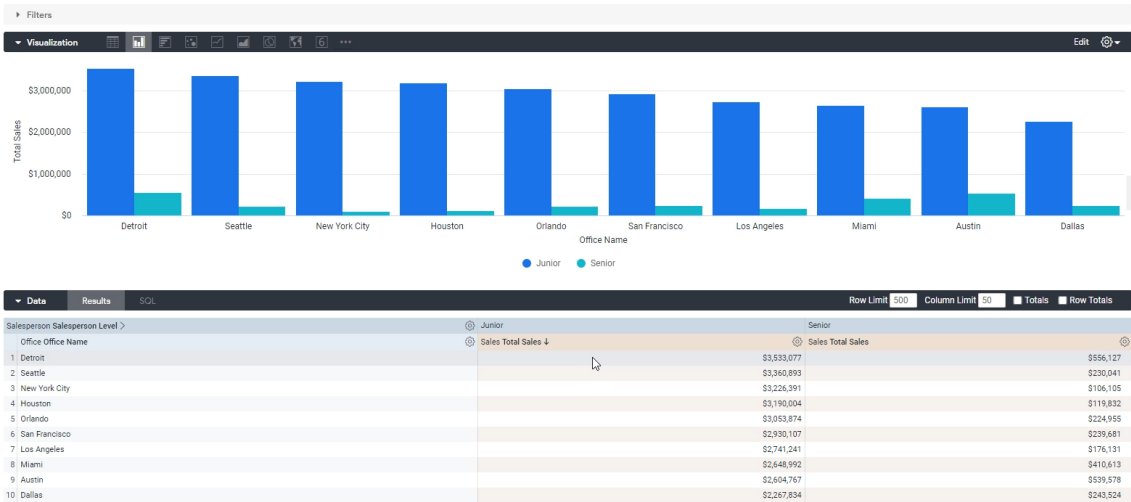 Filters
Visualization 6 ... Edit
$3,000,000
$2,000,000
$1,000,000
$0
Total Sales
Detroit Seattle New York City Houston Orlando San Francisco Los Angeles Miami Austin Dallas
Office Name
Junior Senior
Data Results SQL Row Limit 500 Column Limit 50 Totals Row Totals
Salesperson Salesperson Level > Junior Senior
Office Office Name Sales Total Sales ↓ Sales Total Sales
1 Detroit $3,533,077 $556,127
2 Seattle $3,360,893 $230,041
3 New York City $3,226,391 $106,105
4 Houston $3,190,004 $119,832
5 Orlando $3,053,874 $224,955
6 San Francisco $2,930,107 $239,681
7 Los Angeles $2,741,241 $176,131
8 Miami $2,648,992 $410,613
9 Austin $2,604,767 $539,578
10 Dallas $2,267,834 $243,524